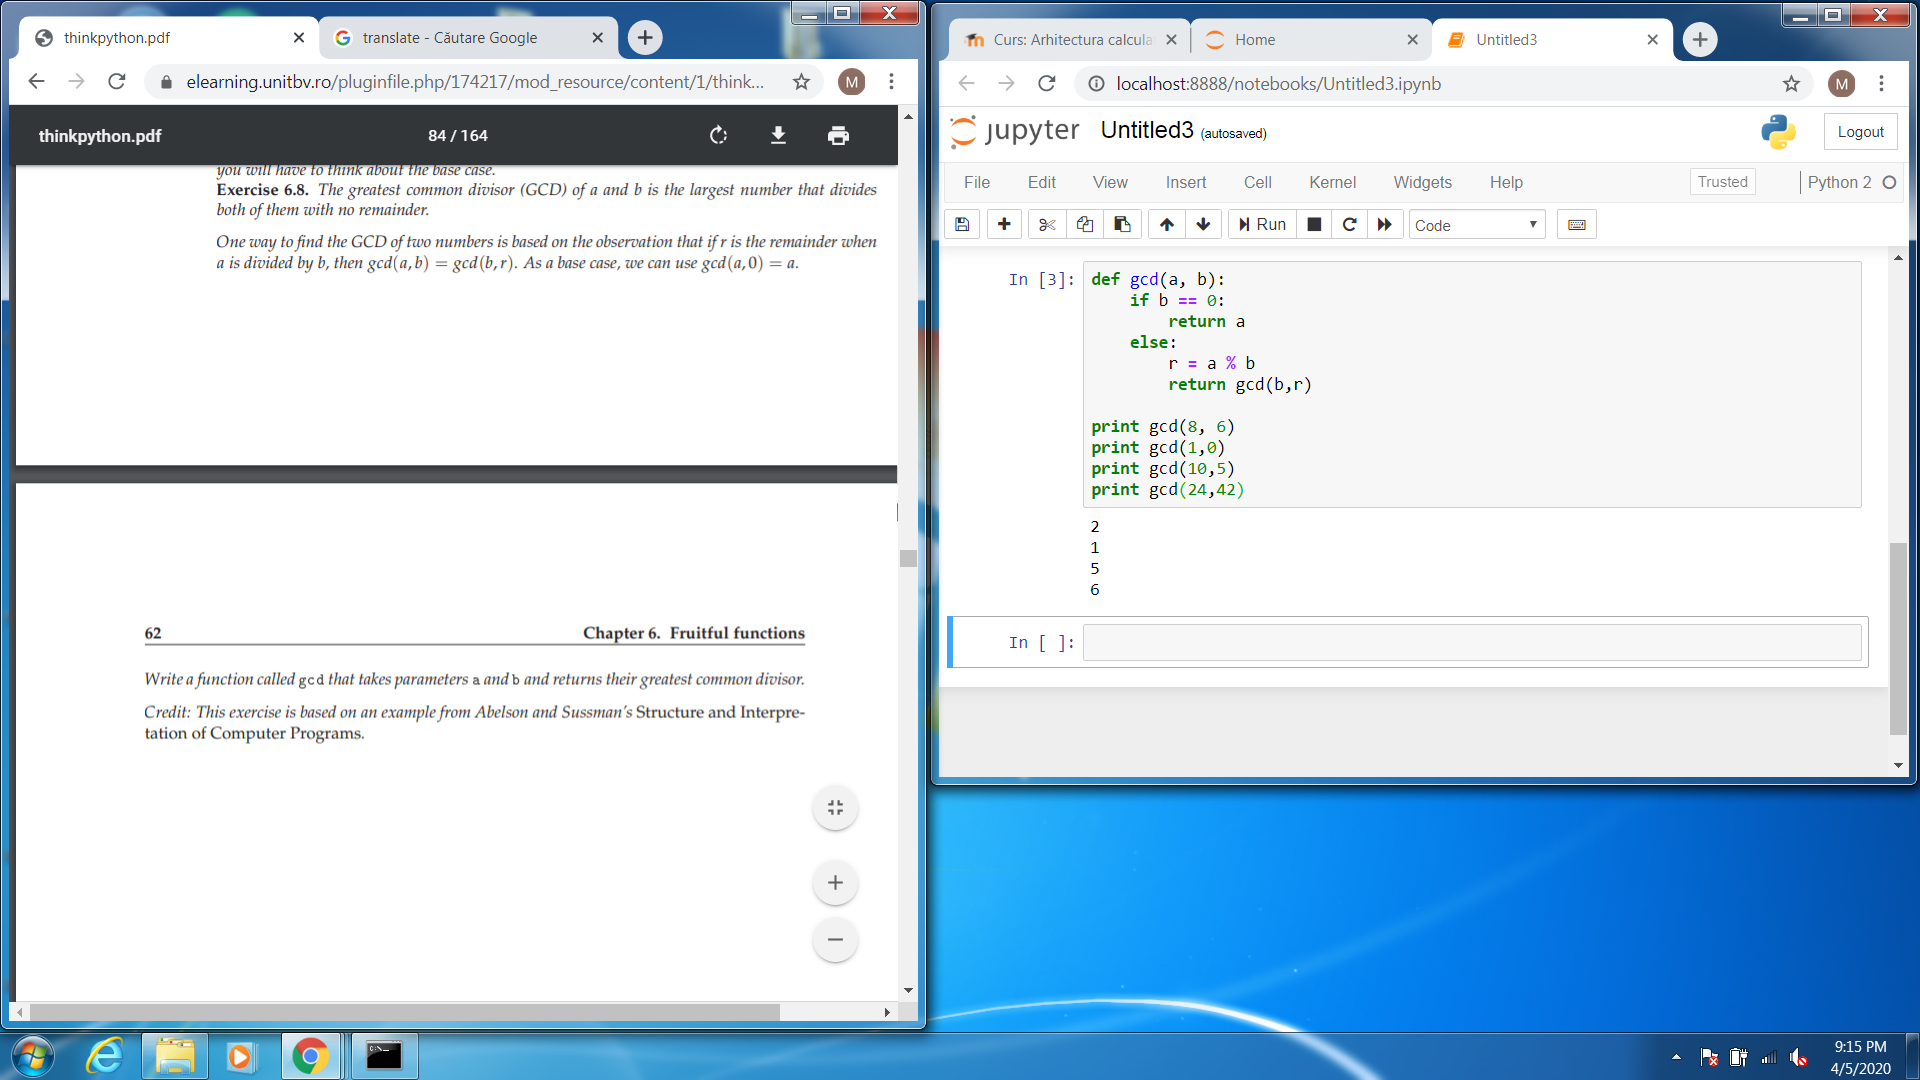 thinkpython.pdf
translate - Căutare Google
elearning.unitbv.ro/pluginfile.php/174217/mod_resource/content/1/think...
M
thinkpython.pdf
84 / 164
you will have to think about the base case.
Exercise 6.8. The greatest common divisor (GCD) of a and b is the largest number that divides
both of them with no remainder.
One way to find the GCD of two numbers is based on the observation that if r is the remainder when
a is divided by b, then gcd(a, b) = gcd(b, r). As a base case, we can use gcd(a, 0) = a.
62
Chapter 6. Fruitful functions
Write a function called gcd that takes parameters a and b and returns their greatest common divisor.
Credit: This exercise is based on an example from Abelson and Sussman's Structure and Interpre-
tation of Computer Programs.
Curs: Arhitectura calcula
Home
Untitled3
localhost:8888/notebooks/Untitled3.ipynb
M
jupyter Untitled3 (autosaved)
Logout
File Edit View Insert Cell Kernel Widgets Help
Trusted
Python 2
Run
Code
In [3]:
def gcd(a, b):
    if b == 0:
        return a
    else:
        r = a % b
        return gcd(b,r)
print gcd(8, 6)
print gcd(1,0)
print gcd(10,5)
print gcd(24,42)
2
1
5
6
In [ ]:
9:15 PM
4/5/2020